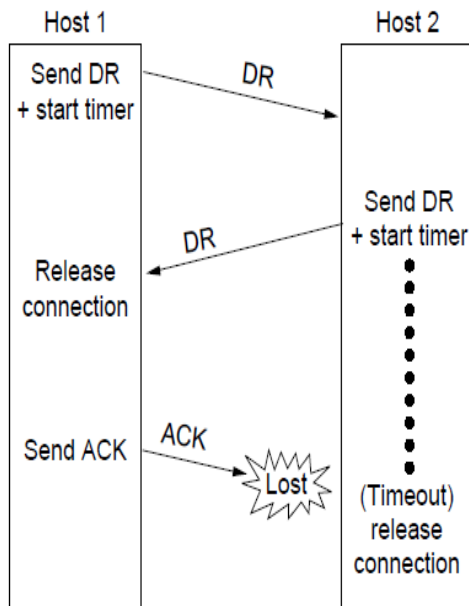 Host 1
Host 2
Send DR
+ start timer
DR
Send DR
+ start timer
DR
Release
connection
Send ACK
ACK
Lost
(Timeout)
release
connection